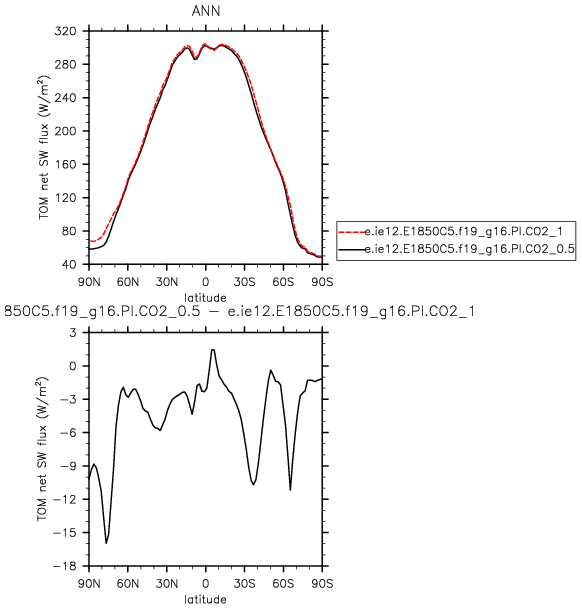 ANN
TOM net SW flux (W/m²)
320
280
240
200
160
120
80
40
90N 60N 30N 0 30S 60S 90S
latitude
e.ie12.E1850C5.f19_g16.PI.CO2_1
e.ie12.E1850C5.f19_g16.PI.CO2_0.5
850C5.f19_g16.PI.CO2_0.5 − e.ie12.E1850C5.f19_g16.PI.CO2_1
TOM net SW flux (W/m²)
3
0
−3
−6
−9
−12
−15
−18
90N 60N 30N 0 30S 60S 90S
latitude